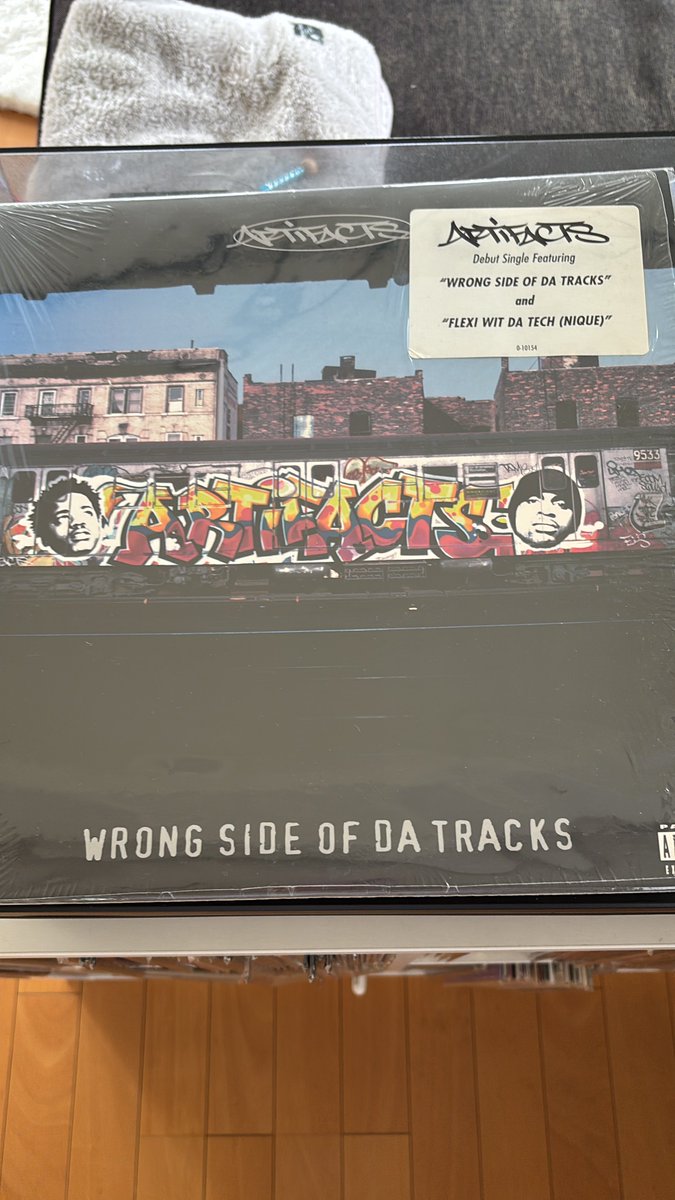 ARTIFACTS
ARTIFACTS
Debut Single Featuring
"WRONG SIDE OF DA TRACKS"
and
"FLEXI WIT DA TECH (NIQUE)"
0-10154
9533
ARTIFACTS
WRONG SIDE OF DA TRACKS